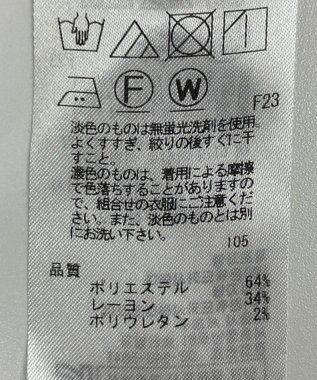 F
W
F23
淡色のものは無蛍光洗剤を使用。
よくすすぎ、絞りの後すぐに干
すこと。
濃色のものは、着用による摩擦
で色落ちすることがありますの
で、組合せの衣服にご注意くだ
さい。また、淡色のものとは別
にお洗い下さい。
105
品質
ポリエステル 64%
レーヨン 34%
ポリウレタン 2%